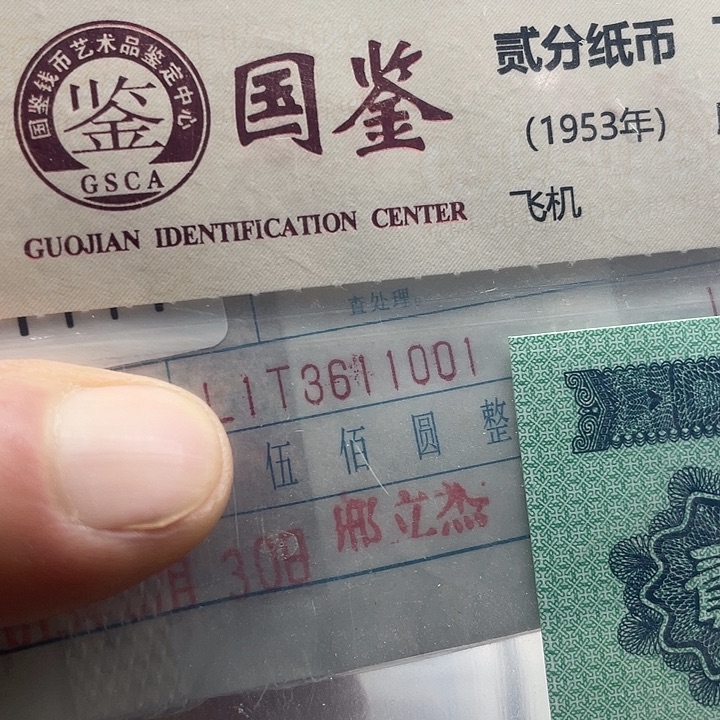 国鉴钱币艺术品鉴定中心
鉴
GSCA
国鉴
GUOJIAN IDENTIFICATION CENTER
贰分纸币
(1953年)
飞机
查处理。
L1T3611001
伍佰圆整
邢立杰
月30日